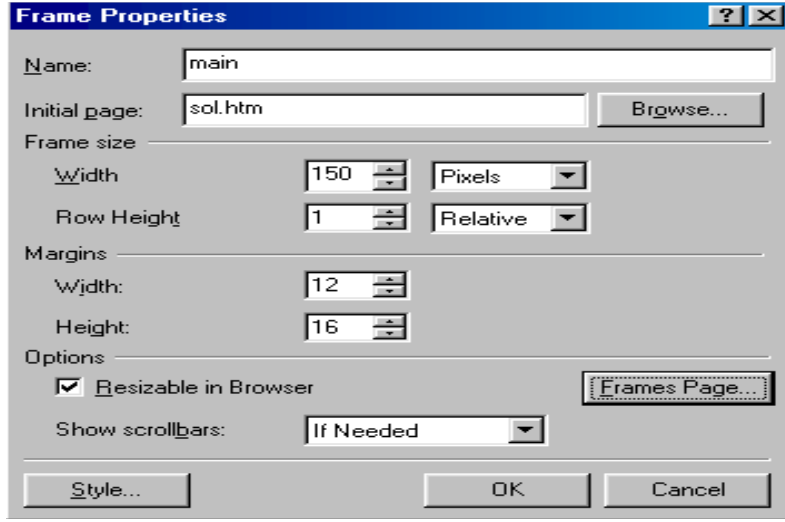 Frame Properties
Name: main
Initial page: sol.htm Browse...
Frame size
Width 150 Pixels
Row Height 1 Relative
Margins
Width: 12
Height: 16
Options
Resizable in Browser Frames Page...
Show scrollbars: If Needed
Style... OK Cancel